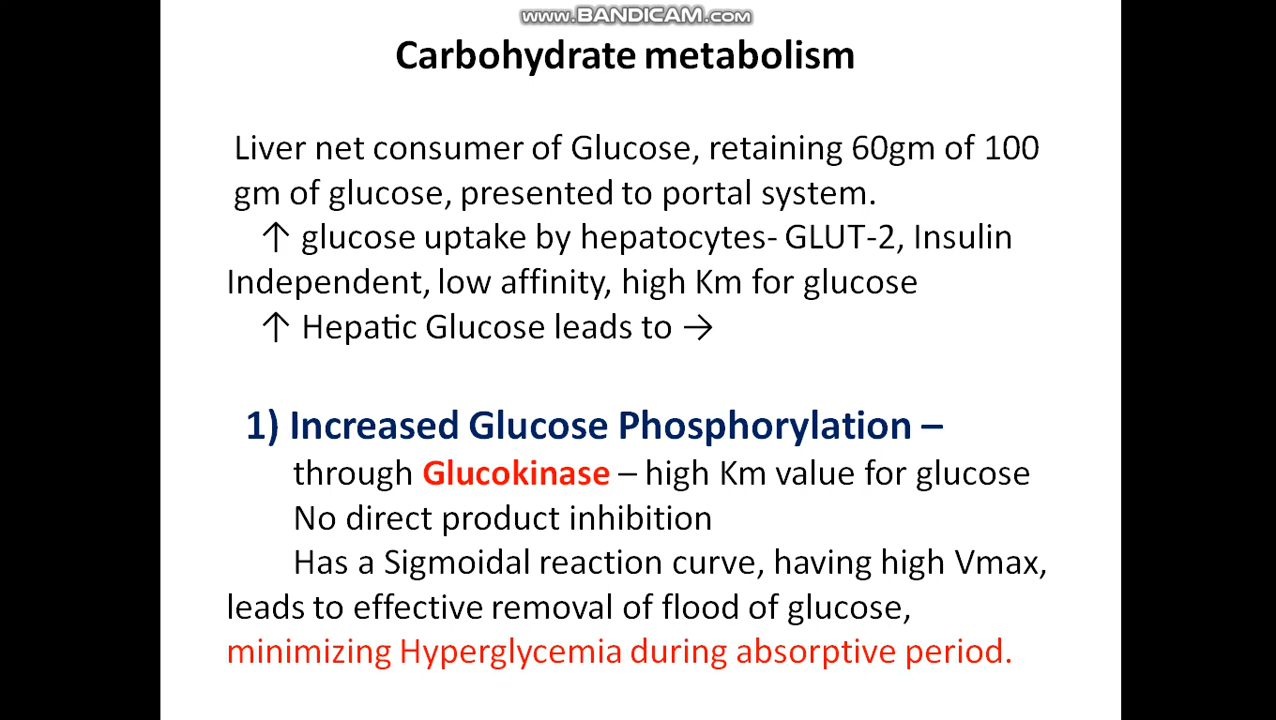 www.BANDICAM.com
Carbohydrate metabolism
Liver net consumer of Glucose, retaining 60gm of 100
gm of glucose, presented to portal system.
↑ glucose uptake by hepatocytes- GLUT-2, Insulin
Independent, low affinity, high Km for glucose
↑ Hepatic Glucose leads to →
1) Increased Glucose Phosphorylation –
through Glucokinase – high Km value for glucose
No direct product inhibition
Has a Sigmoidal reaction curve, having high Vmax,
leads to effective removal of flood of glucose,
minimizing Hyperglycemia during absorptive period.